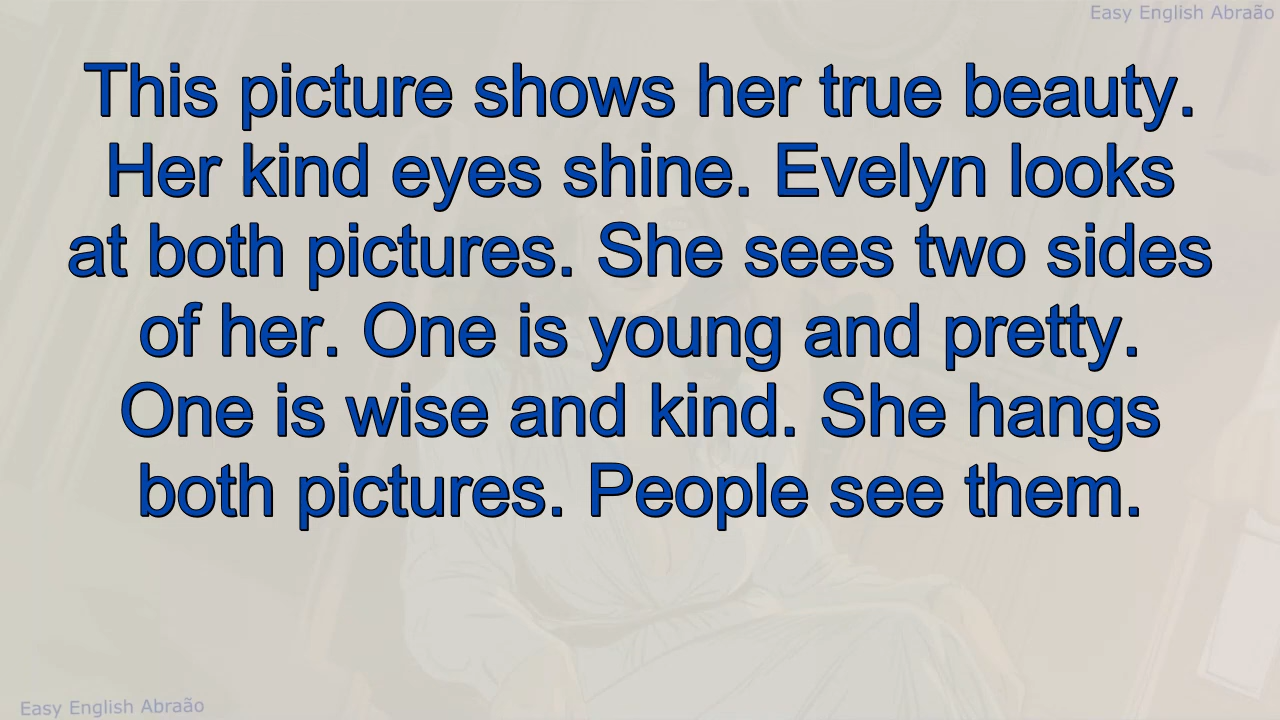 Easy English Abraão
This picture shows her true beauty.
Her kind eyes shine. Evelyn looks
at both pictures. She sees two sides
of her. One is young and pretty.
One is wise and kind. She hangs
both pictures. People see them.
Easy English Abraão